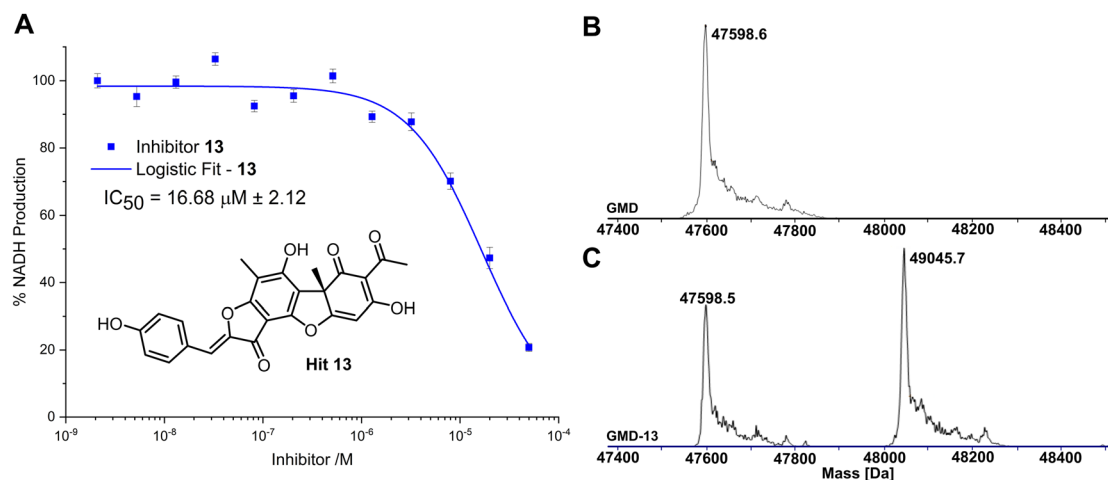 A
% NADH Production
100
80
60
40
20
0
Inhibitor 13
Logistic Fit - 13
IC50 = 16.68 μM ± 2.12
OH
O
O
O
OH
O
O
HO
Hit 13
10-9
10-8
10-7
10-6
10-5
10-4
Inhibitor /M
B
47598.6
GMD
47400
47600
47800
48000
48200
48400
C
47598.5
49045.7
GMD-13
47400
47600
47800
48000
48200
48400
Mass [Da]